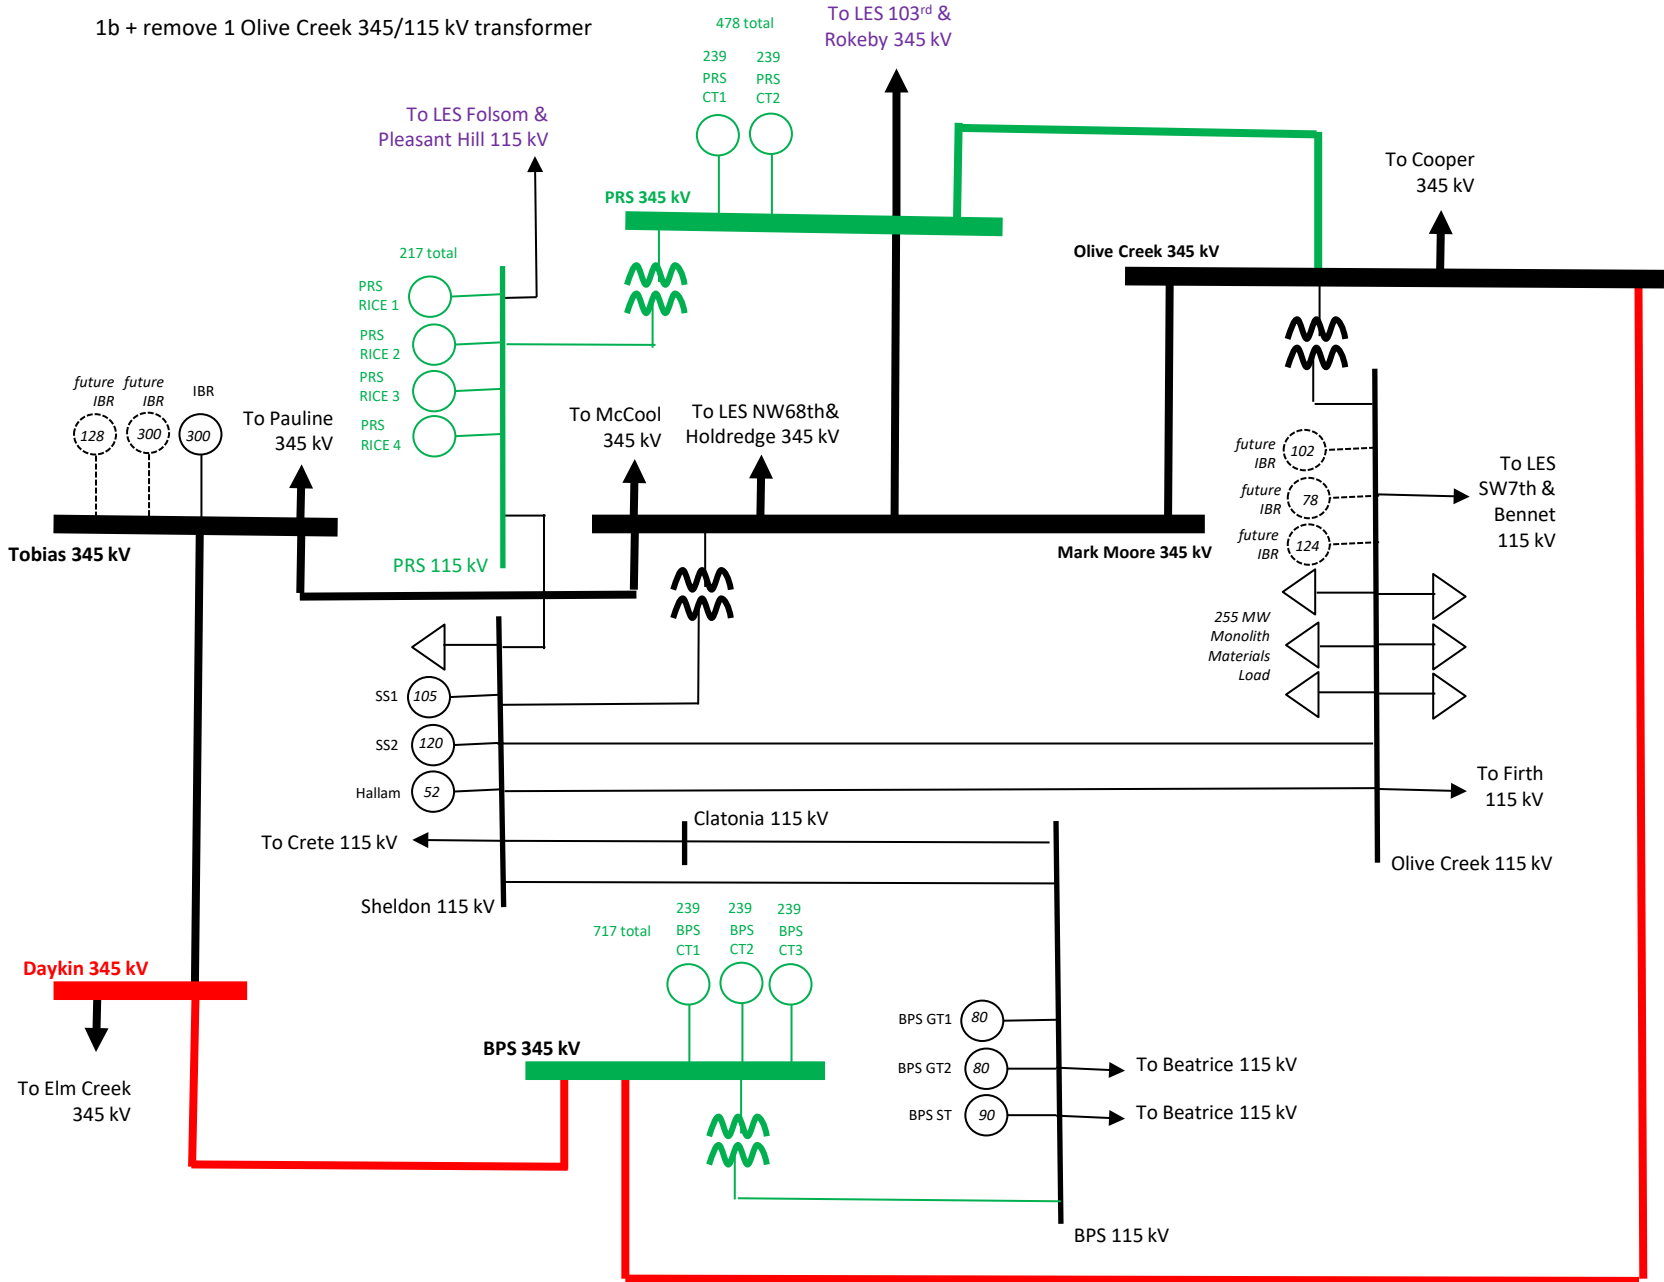 1b + remove 1 Olive Creek 345/115 kV transformer
478 total
239
PRS
CT1
239
PRS
CT2
To LES 103rd &
Rokeby 345 kV
To LES Folsom &
Pleasant Hill 115 kV
PRS 345 kV
To Cooper
345 kV
Olive Creek 345 kV
217 total
PRS
RICE 1
PRS
RICE 2
PRS
RICE 3
PRS
RICE 4
future
IBR
128
future
IBR
300
IBR
300
To Pauline
345 kV
To McCool
345 kV
To LES NW68th&
Holdredge 345 kV
future
IBR
102
future
IBR
78
future
IBR
124
To LES
SW7th &
Bennet
115 kV
Tobias 345 kV
PRS 115 kV
Mark Moore 345 kV
255 MW
Monolith
Materials
Load
SS1
105
SS2
120
Hallam
52
To Firth
115 kV
To Crete 115 kV
Clatonia 115 kV
Olive Creek 115 kV
Sheldon 115 kV
717 total
239
BPS
CT1
239
BPS
CT2
239
BPS
CT3
Daykin 345 kV
BPS 345 kV
BPS GT1
80
BPS GT2
80
BPS ST
90
To Beatrice 115 kV
To Beatrice 115 kV
To Elm Creek
345 kV
BPS 115 kV